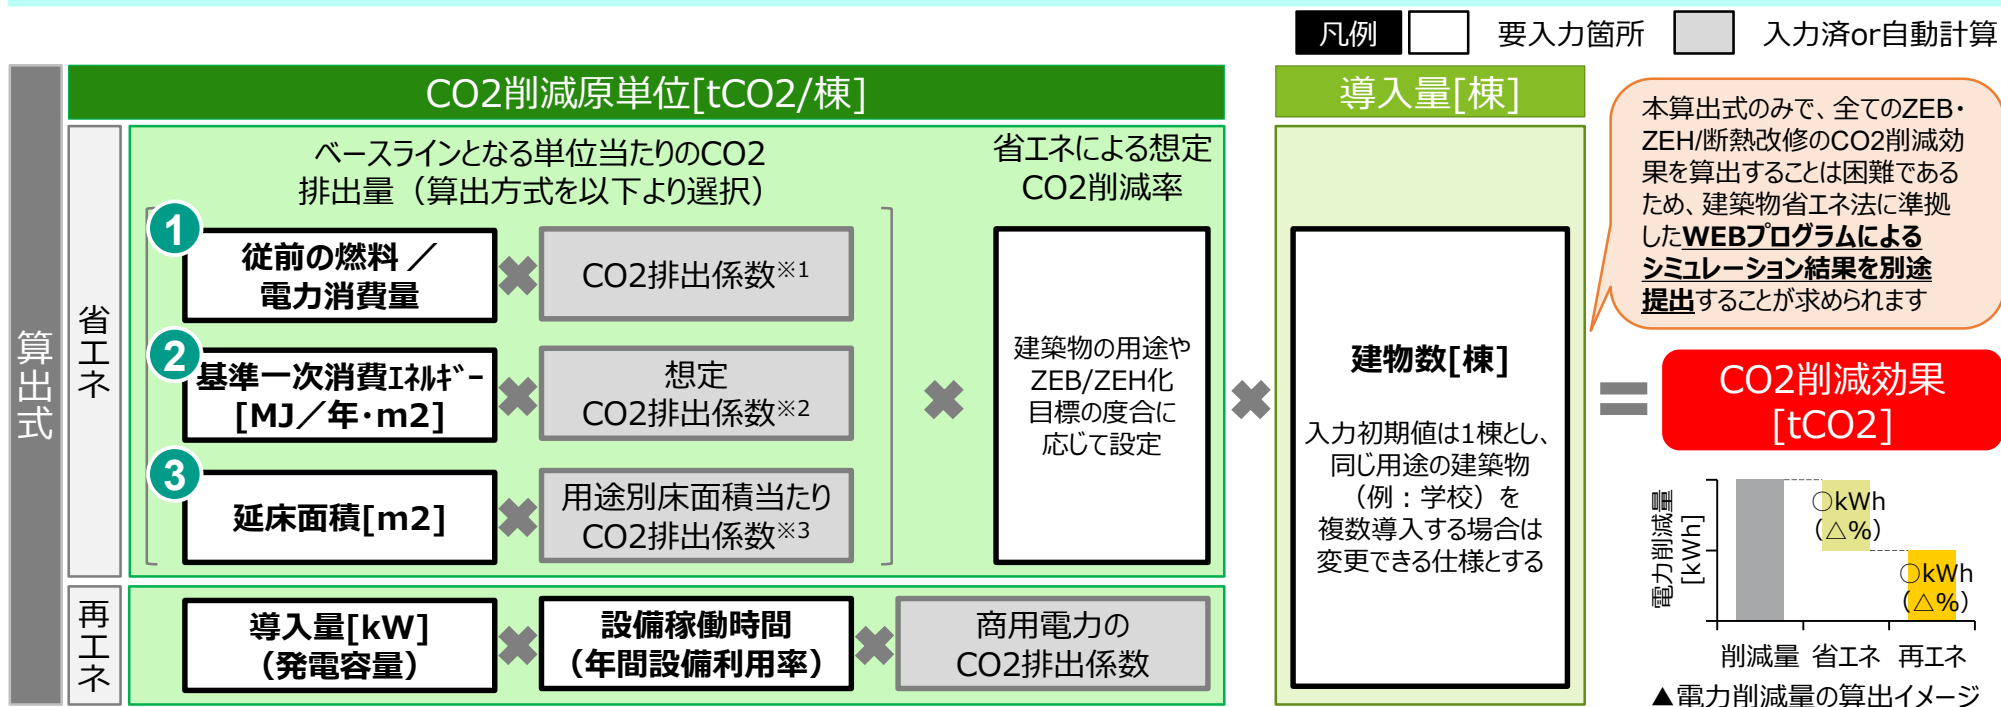 凡例
要入力箇所
入力済or自動計算
CO2削減原単位[tCO2/棟]
導入量[棟]
算出式
省エネ
ベースラインとなる単位当たりのCO2
排出量（算出方式を以下より選択）
省エネによる想定
CO2削減率
1
従前の燃料／
電力消費量
CO2排出係数※1
2
基準一次消費ｴﾈﾙｷﾞｰ
[MJ／年・m2]
想定
CO2排出係数※2
3
延床面積[m2]
用途別床面積当たり
CO2排出係数※3
建築物の用途や
ZEB/ZEH化
目標の度合に
応じて設定
建物数[棟]
入力初期値は1棟とし、
同じ用途の建築物
（例：学校）を
複数導入する場合は
変更できる仕様とする
再エネ
導入量[kW]
（発電容量）
設備稼働時間
（年間設備利用率）
商用電力の
CO2排出係数
本算出式のみで、全てのZEB・
ZEH/断熱改修のCO2削減効
果を算出することは困難である
ため、建築物省エネ法に準拠
したWEBプログラムによる
シミュレーション結果を別途
提出することが求められます
CO2削減効果
[tCO2]
電力削減量
[kWh]
○kWh
（△%）
○kWh
（△%）
削減量 省エネ 再エネ
▲電力削減量の算出イメージ